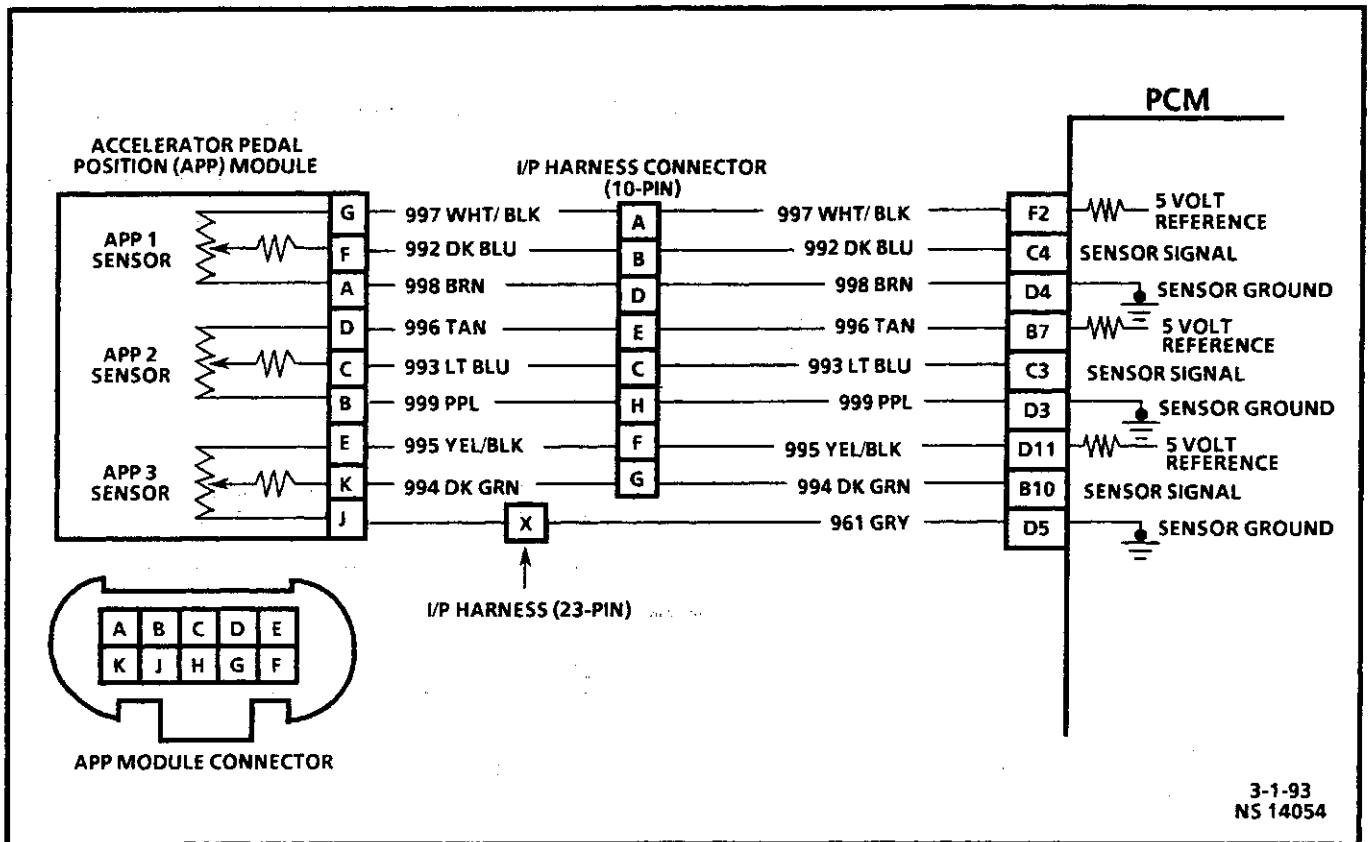 PCM
ACCELERATOR PEDAL
POSITION (APP) MODULE
I/P HARNESS CONNECTOR
(10-PIN)
APP 1
SENSOR
G 997 WHT/ BLK A 997 WHT/ BLK F2 5 VOLT
REFERENCE
F 992 DK BLU B 992 DK BLU C4 SENSOR SIGNAL
A 998 BRN D 998 BRN D4 SENSOR GROUND
APP 2
SENSOR
D 996 TAN E 996 TAN B7 5 VOLT
REFERENCE
C 993 LT BLU C 993 LT BLU C3 SENSOR SIGNAL
B 999 PPL H 999 PPL D3 SENSOR GROUND
APP 3
SENSOR
E 995 YEL/BLK F 995 YEL/BLK D11 5 VOLT
REFERENCE
K 994 DK GRN G 994 DK GRN B10 SENSOR SIGNAL
J X 961 GRY D5 SENSOR GROUND
I/P HARNESS (23-PIN)
A B C D E
K J H G F
APP MODULE CONNECTOR
3-1-93
NS 14054